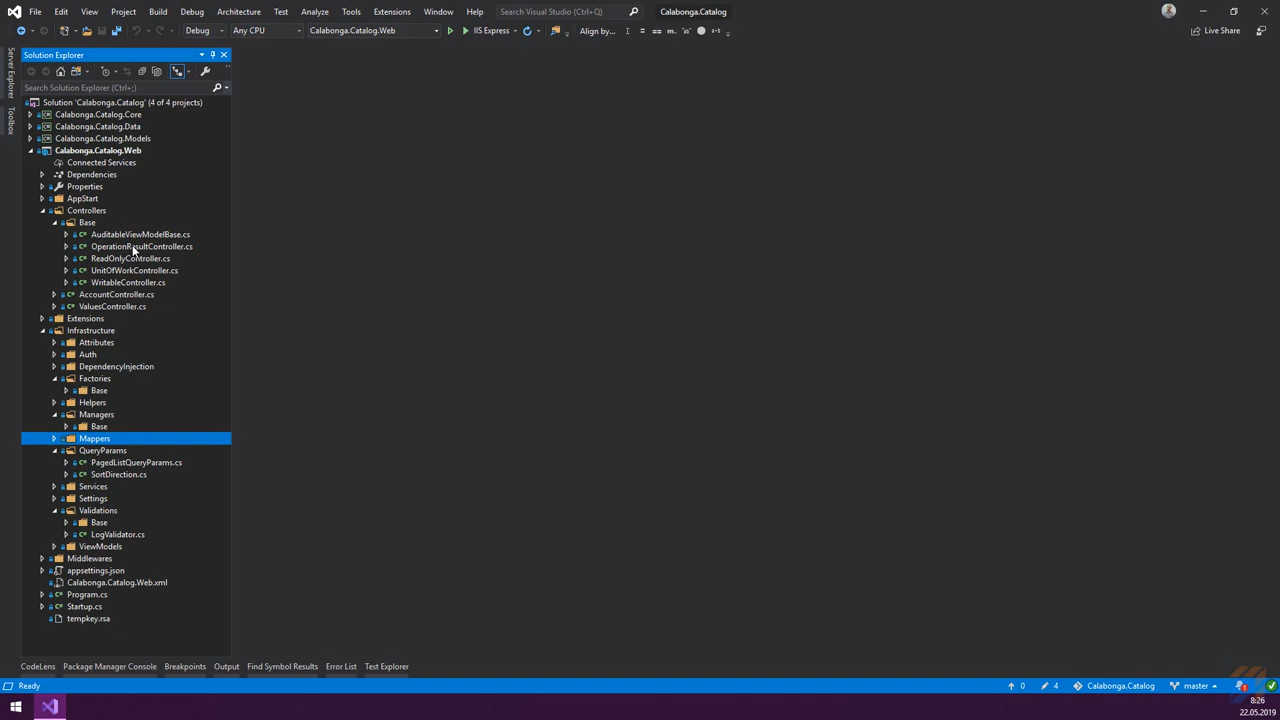 File Edit View Project Build Debug Architecture Test Analyze Tools Extensions Window Help Search Visual Studio (Ctrl+Q) Calabonga.Catalog
Debug Any CPU Calabonga.Catalog.Web IIS Express Align by... Live Share
Server Explorer
Toolbox
Solution Explorer
Search Solution Explorer (Ctrl+;)
Solution 'Calabonga.Catalog' (4 of 4 projects)
Calabonga.Catalog.Core
Calabonga.Catalog.Data
Calabonga.Catalog.Models
Calabonga.Catalog.Web
Connected Services
Dependencies
Properties
AppStart
Controllers
Base
AuditableViewModelBase.cs
OperationResultController.cs
ReadOnlyController.cs
UnitOfWorkController.cs
WritableController.cs
AccountController.cs
ValuesController.cs
Extensions
Infrastructure
Attributes
Auth
DependencyInjection
Factories
Base
Helpers
Managers
Base
Mappers
QueryParams
PagedListQueryParams.cs
SortDirection.cs
Services
Settings
Validations
Base
LogValidator.cs
ViewModels
Middlewares
appsettings.json
Calabonga.Catalog.Web.xml
Program.cs
Startup.cs
tempkey.rsa
CodeLens Package Manager Console Breakpoints Output Find Symbol Results Error List Test Explorer
Ready 0 4 Calabonga.Catalog master 1
8:26
22.05.2019